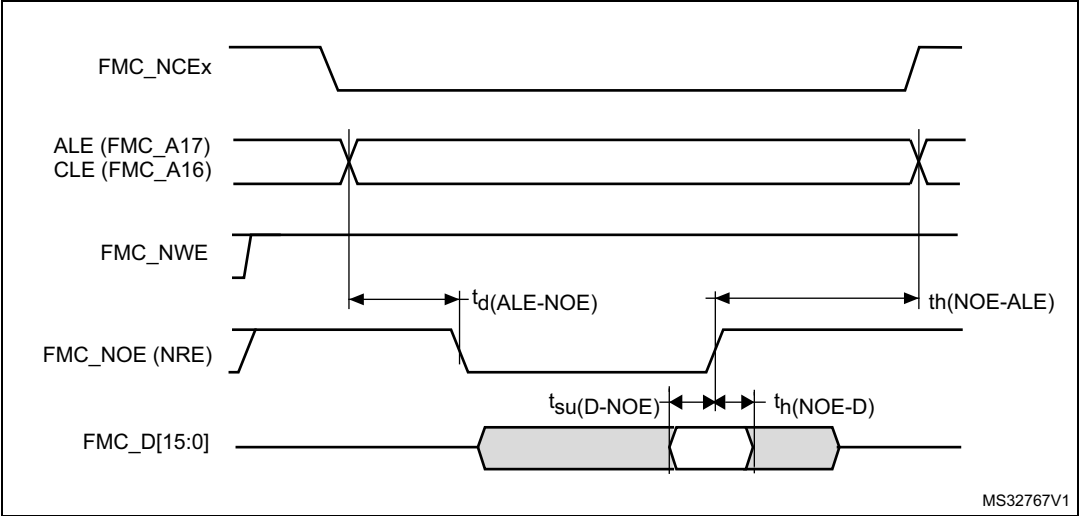 FMC_NCEx
ALE (FMC_A17)
CLE (FMC_A16)
FMC_NWE
td(ALE-NOE)
th(NOE-ALE)
FMC_NOE (NRE)
tsu(D-NOE)
th(NOE-D)
FMC_D[15:0]
MS32767V1